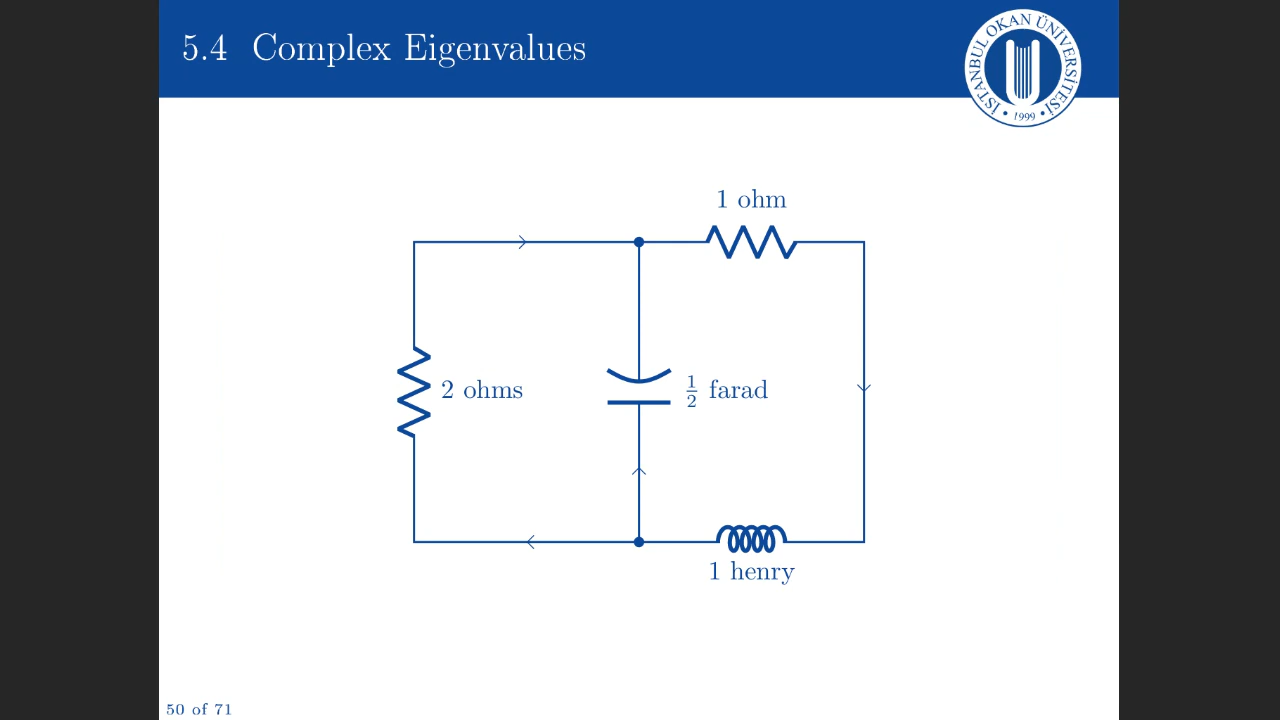 5.4 Complex Eigenvalues
İSTANBUL OKAN ÜNİVERSİTESİ
• 1999 •
1 ohm
2 ohms
1/2 farad
1 henry
50 of 71